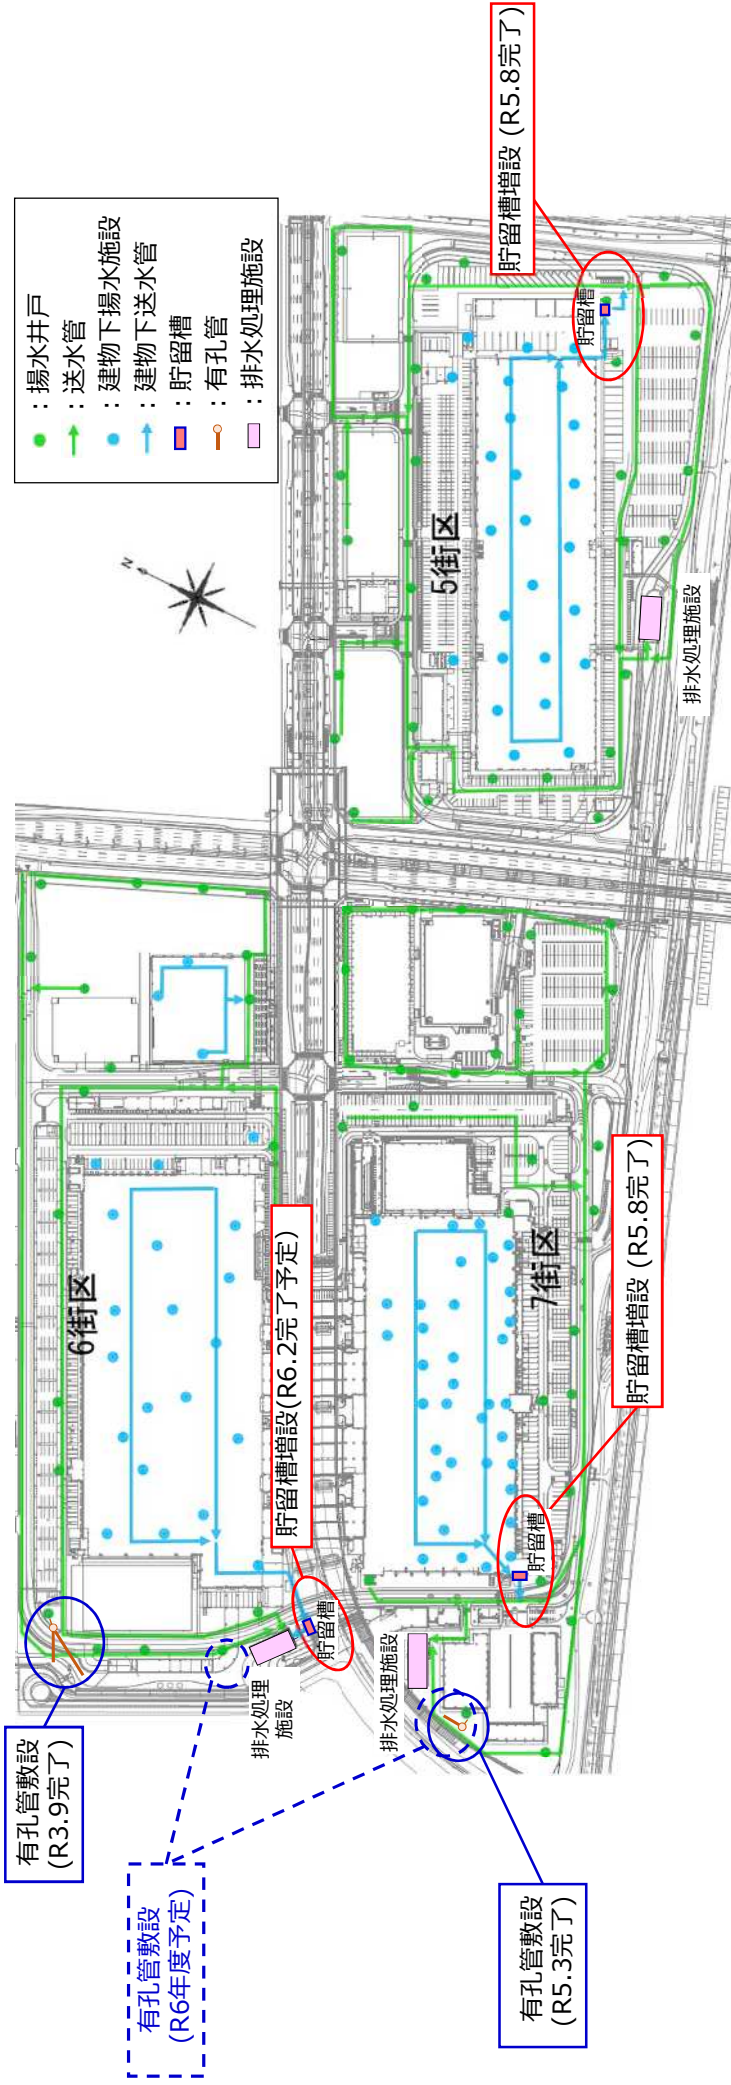 ：揚水井戸
：送水管
：建物下揚水施設
：建物下送水管
：貯留槽
：有孔管
：排水処理施設
N
貯留槽増設 (R5.8完了)
貯留槽
5街区
排水処理施設
6街区
貯留槽増設(R6.2完了予定)
貯留槽
排水処理
施設
7街区
貯留槽増設 (R5.8完了)
貯留槽
排水処理施設
有孔管敷設
(R3.9完了)
有孔管敷設
(R6年度予定)
有孔管敷設
(R5.3完了)